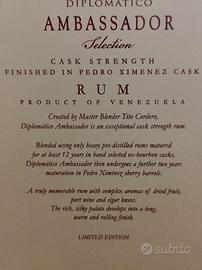 DIPLOMÁTICO
AMBASSADOR
Selection
CASK STRENGTH
FINISHED IN PEDRO XIMENEZ CASK
RUM
PRODUCT OF VENEZUELA
Created by Master Blender Tito Cordero,
Diplomático Ambassador is an exceptional cask strength rum.
Blended using only heavy pot-distilled rums matured
for at least 12 years in hand selected ex-bourbon casks,
Diplomático Ambassador then undergoes a further two years
maturation in Pedro Ximénez sherry barrels.
A truly memorable rum with complex aromas of dried fruit,
port wine and cigar boxes.
The rich, silky palate develops into a long,
warm and rolling finish.
LIMITED EDITION
subito